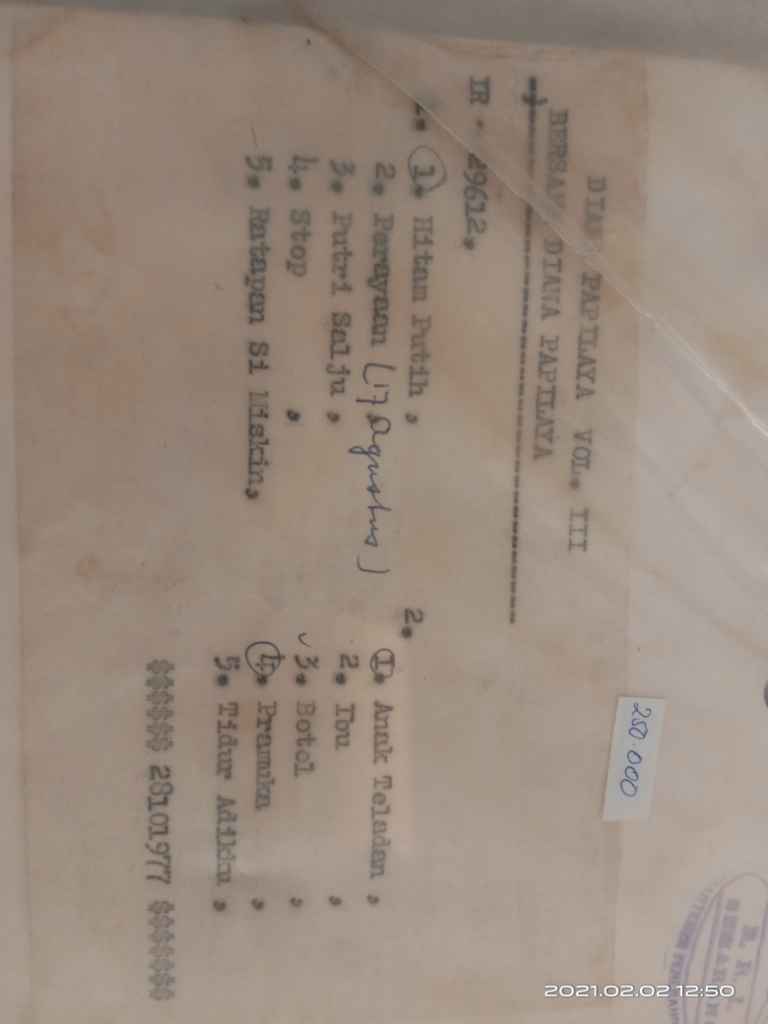 DIANA PAPILAYA VOL. III
BERSAMA DIANA PAPILAYA
IR. 29612.
1. Hitam Putih ,
2. Perayaan (17 Agustus)
3. Putri Salju ,
4. Stop ,
5. Ratapan Si Miskin,
2.
1. Anak Teladan ,
2. Ibu ,
✓3. Botol ,
4. Pramuka ,
5. Tidur Adikku ,
$$$$$$ 28101977 $$$$$$$
250.000
R. R. I.
2021.02.02 12:50